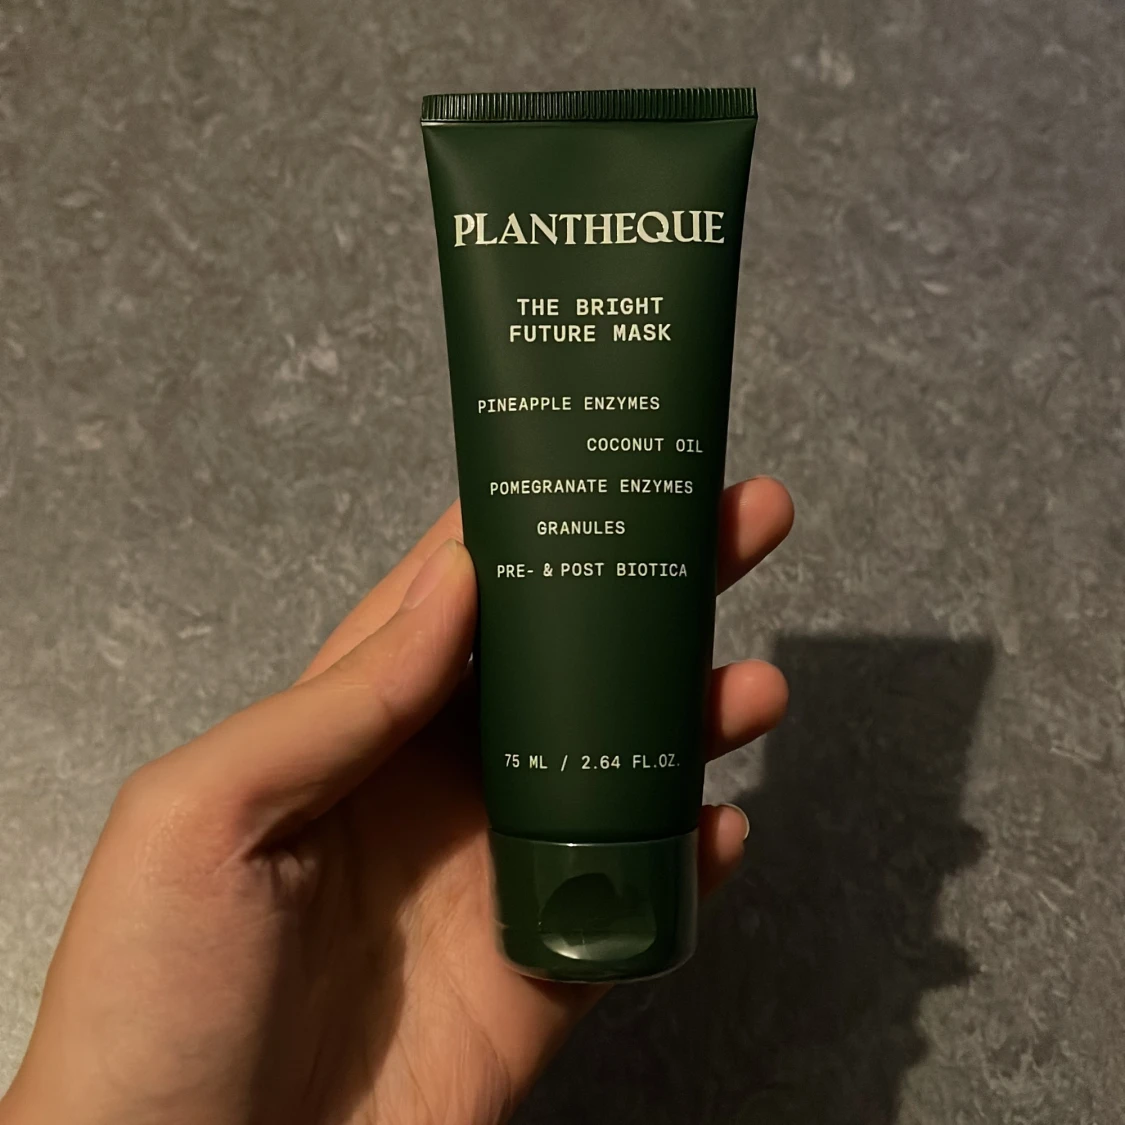 PLANTHEQUE
THE BRIGHT
FUTURE MASK
PINEAPPLE ENZYMES
COCONUT OIL
POMEGRANATE ENZYMES
GRANULES
PRE- & POST BIOTICA
75 ML / 2.64 FL.OZ.